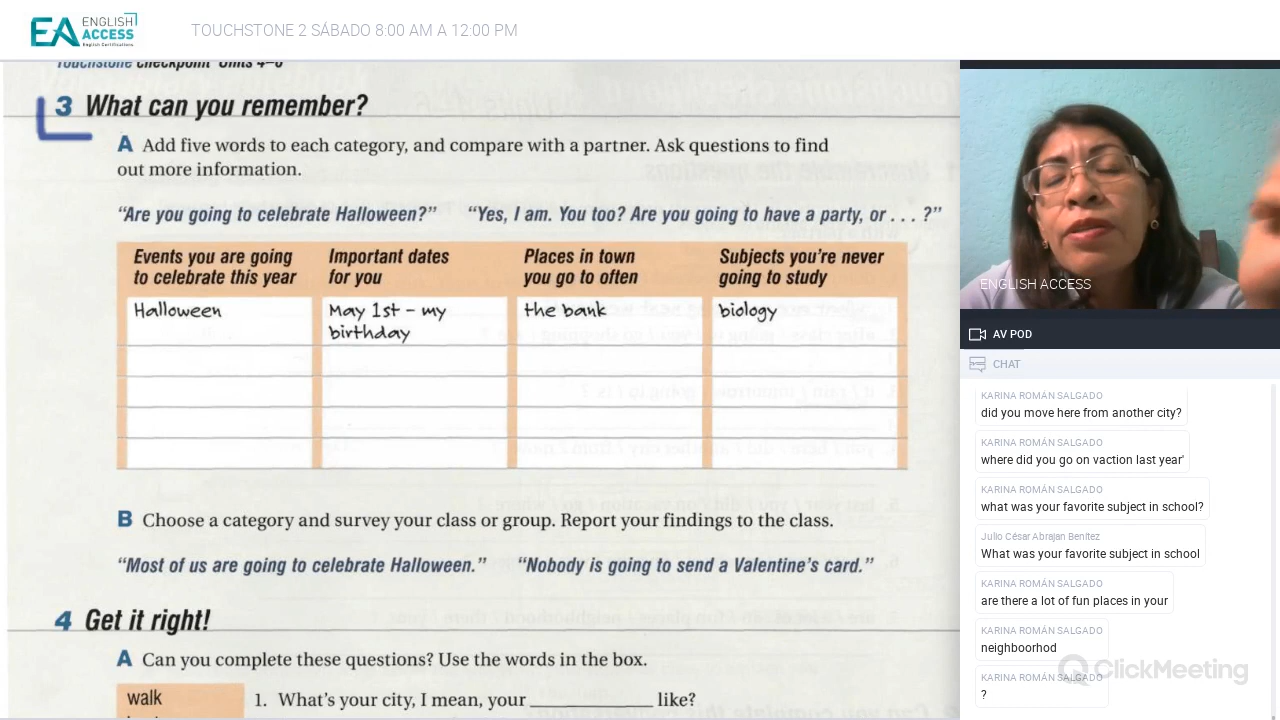 EA ENGLISH
ACCESS
English Certifications
TOUCHSTONE 2 SÁBADO 8:00 AM A 12:00 PM
Touchstone checkpoint Units 4–6
3 What can you remember?
A Add five words to each category, and compare with a partner. Ask questions to find
out more information.
“Are you going to celebrate Halloween?” “Yes, I am. You too? Are you going to have a party, or . . . ?”
Events you are going
to celebrate this year
Important dates
for you
Places in town
you go to often
Subjects you’re never
going to study
Halloween
May 1st – my
birthday
the bank
biology
B Choose a category and survey your class or group. Report your findings to the class.
“Most of us are going to celebrate Halloween.” “Nobody is going to send a Valentine’s card.”
4 Get it right!
A Can you complete these questions? Use the words in the box.
walk
1. What’s your city, I mean, your ____________ like?
ENGLISH ACCESS
AV POD
CHAT
KARINA ROMÁN SALGADO
did you move here from another city?
KARINA ROMÁN SALGADO
where did you go on vaction last year'
KARINA ROMÁN SALGADO
what was your favorite subject in school?
Julio César Abrajan Benítez
What was your favorite subject in school
KARINA ROMÁN SALGADO
are there a lot of fun places in your
KARINA ROMÁN SALGADO
neighboorhod
KARINA ROMÁN SALGADO
?
ClickMeeting